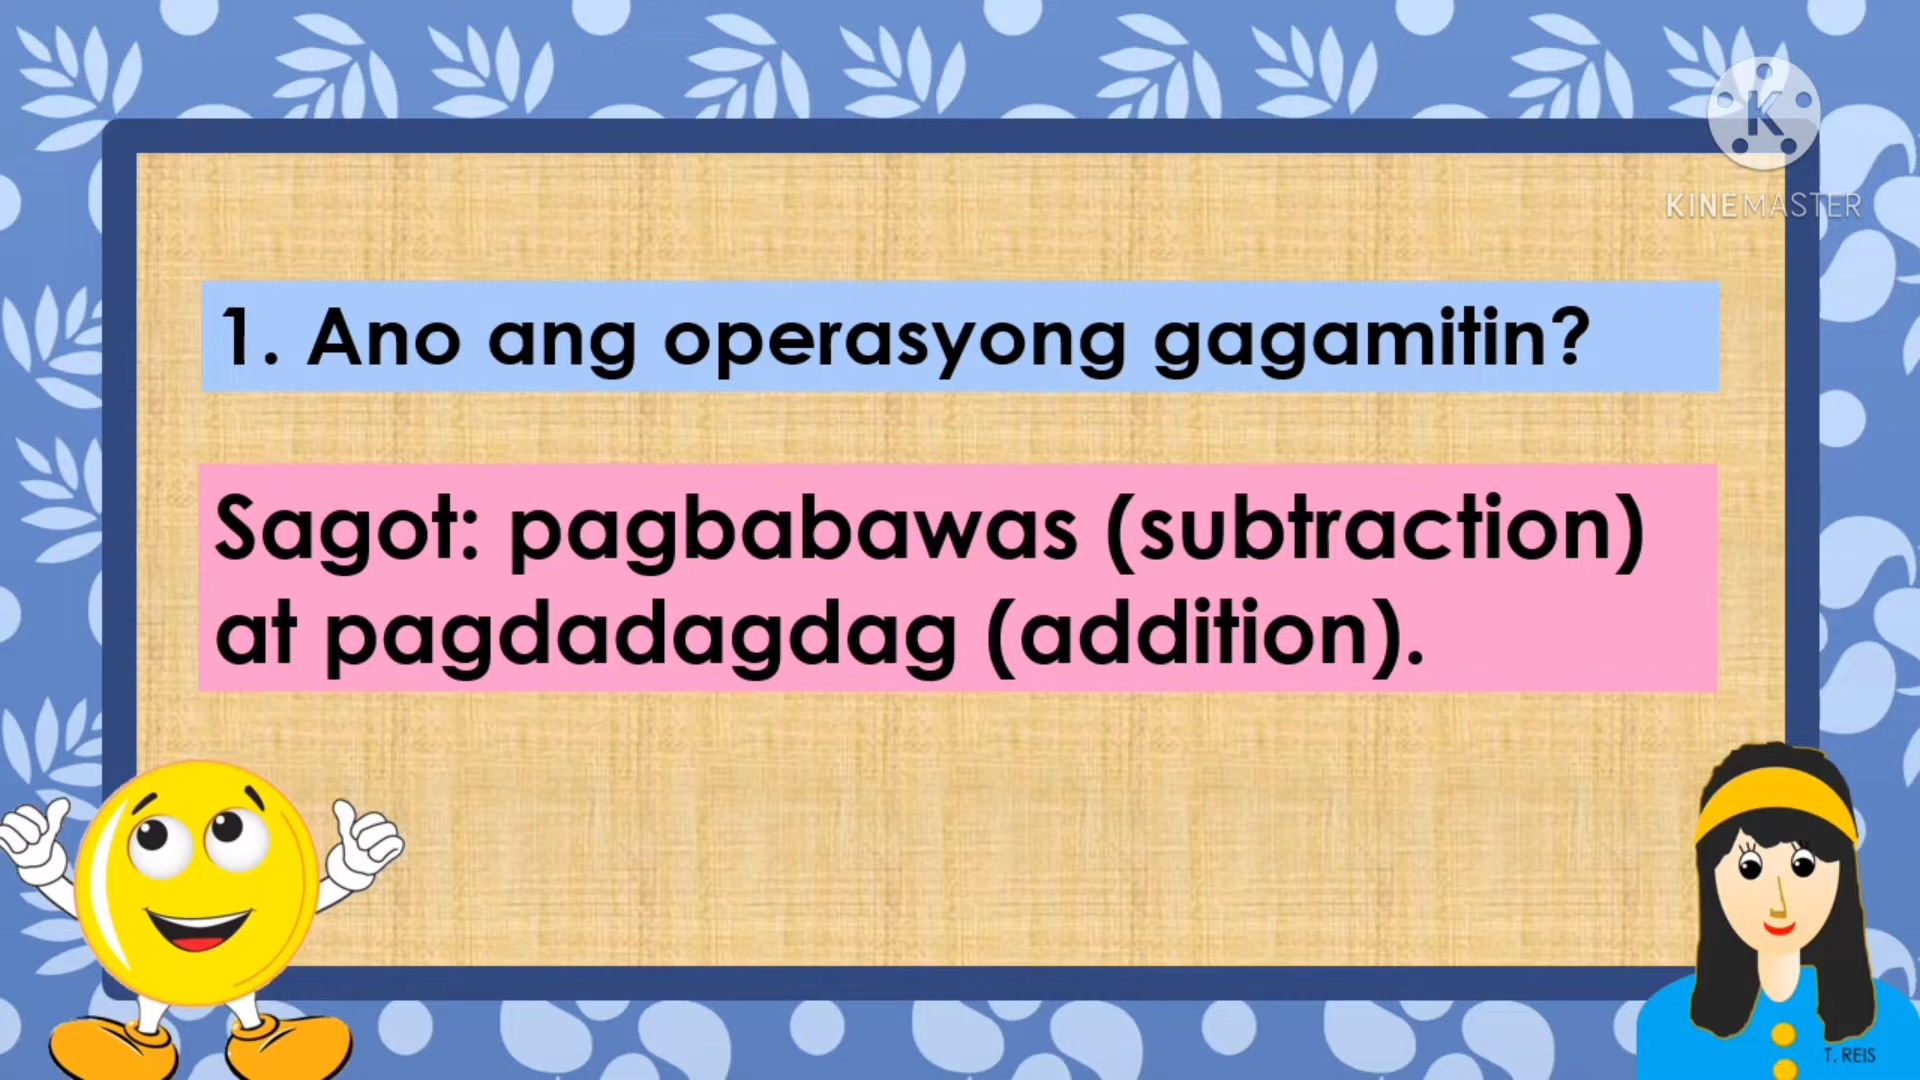 K
KINEMASTER
1. Ano ang operasyong gagamitin?
Sagot: pagbabawas (subtraction)
at pagdadagdag (addition).
T. REIS